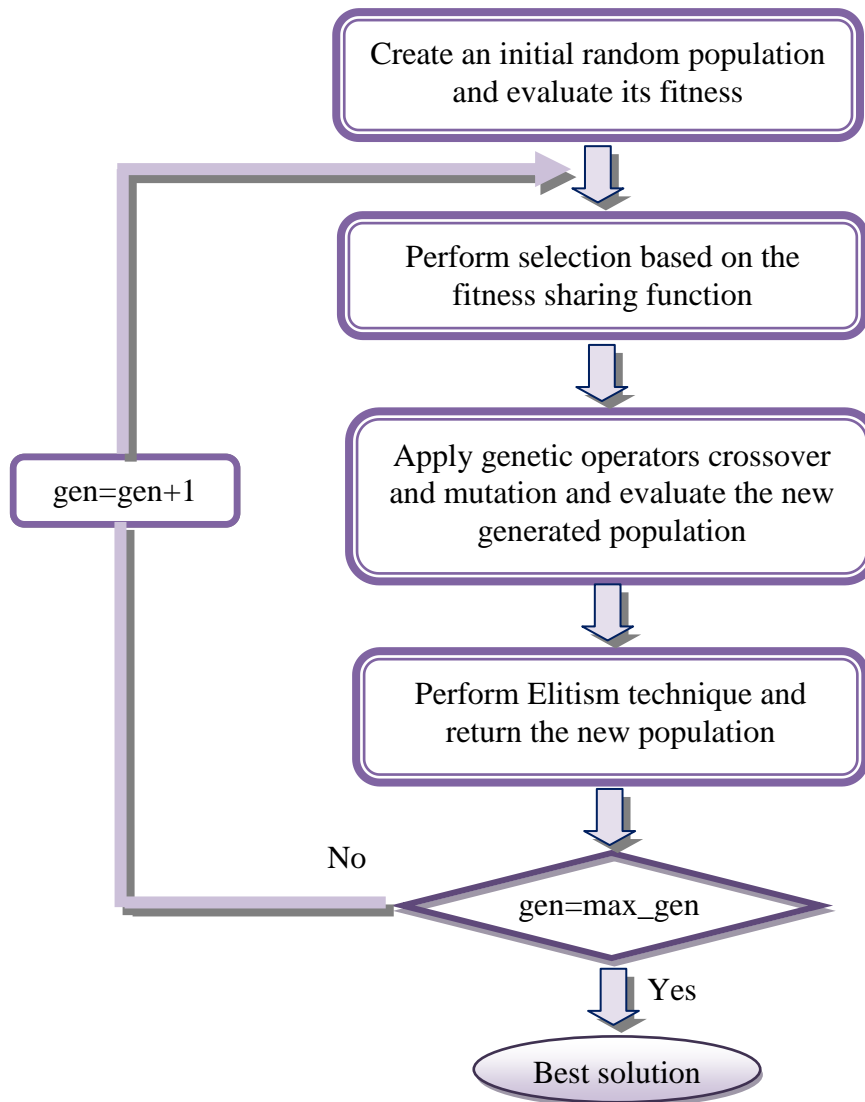 Create an initial random population
and evaluate its fitness
Perform selection based on the
fitness sharing function
Apply genetic operators crossover
and mutation and evaluate the new
generated population
gen=gen+1
Perform Elitism technique and
return the new population
No
gen=max_gen
Yes
Best solution